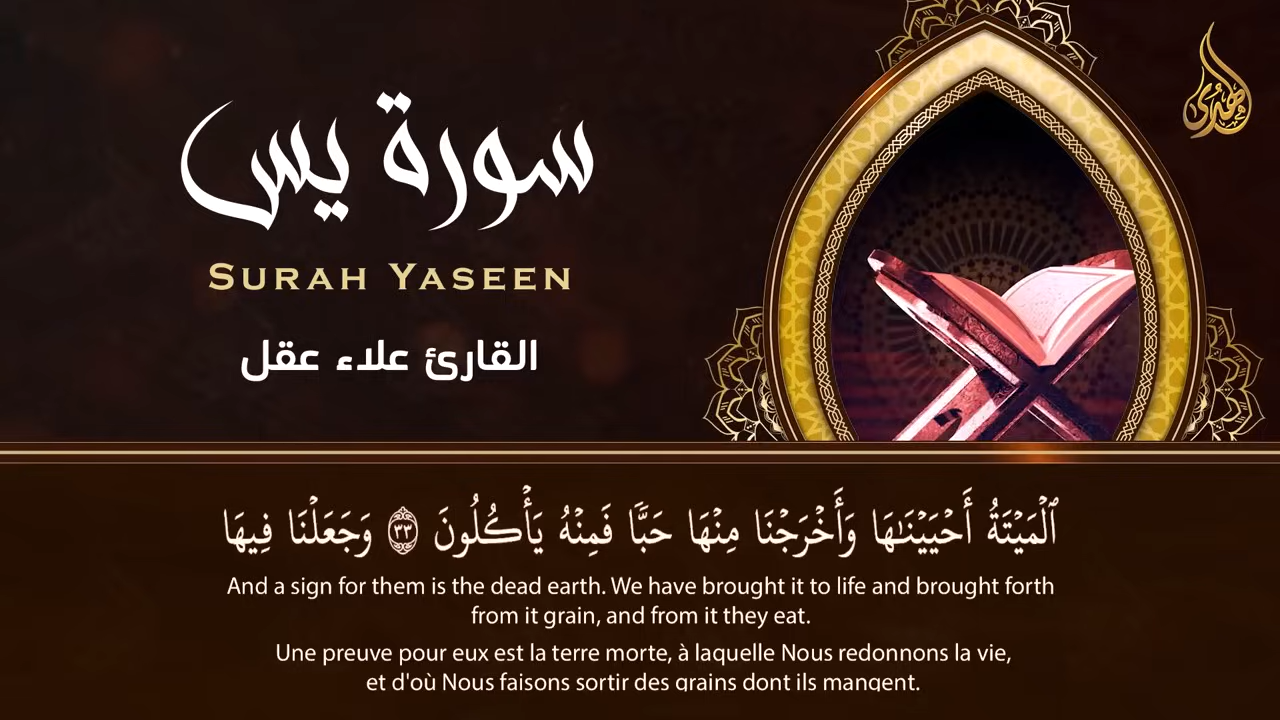 سورة يس
SURAH YASEEN
القارئ علاء عقل
الهدى
ٱلْمَيْتَةُ أَحْيَيْنَـٰهَا وَأَخْرَجْنَا مِنْهَا حَبًّا فَمِنْهُ يَأْكُلُونَ ٣٣ وَجَعَلْنَا فِيهَا
And a sign for them is the dead earth. We have brought it to life and brought forth
from it grain, and from it they eat.
Une preuve pour eux est la terre morte, à laquelle Nous redonnons la vie,
et d'où Nous faisons sortir des grains dont ils mangent.